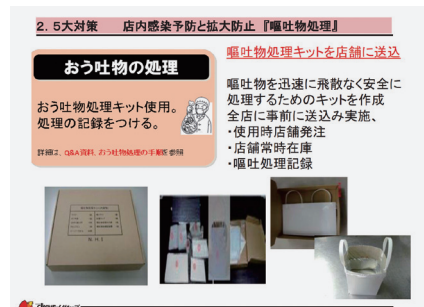 2．5大対策　店内感染予防と拡大防止『嘔吐物処理』
おう吐物の処理
おう吐物処理キット使用。
処理の記録をつける。
詳細は、Q&A資料、おう吐物処理の手順を参照
嘔吐物処理キットを店舗に送込
嘔吐物を迅速に飛散なく安全に
処理するためのキットを作成
全店に事前に送込み実施、
・使用時店舗発注
・店舗常時在庫
・嘔吐処理記録